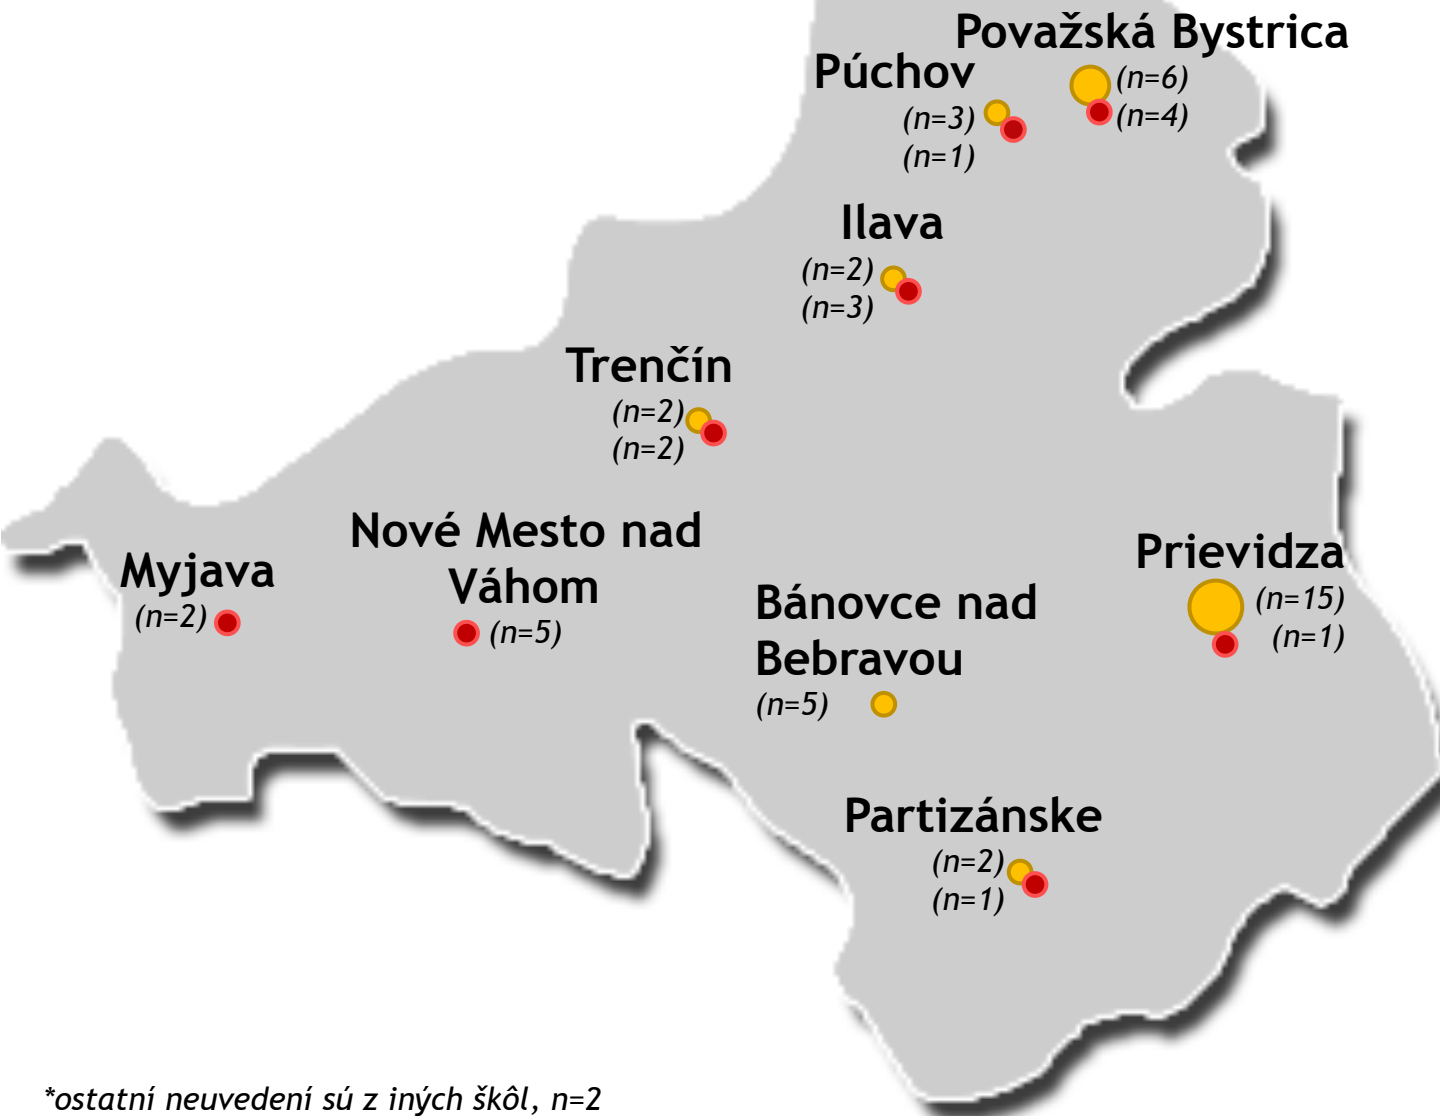 Považská Bystrica
(n=6)
(n=4)
Púchov
(n=3)
(n=1)
Ilava
(n=2)
(n=3)
Trenčín
(n=2)
(n=2)
Nové Mesto nad
Váhom
(n=5)
Myjava
(n=2)
Bánovce nad
Bebravou
(n=5)
Prievidza
(n=15)
(n=1)
Partizánske
(n=2)
(n=1)
*ostatní neuvedení sú z iných škôl, n=2